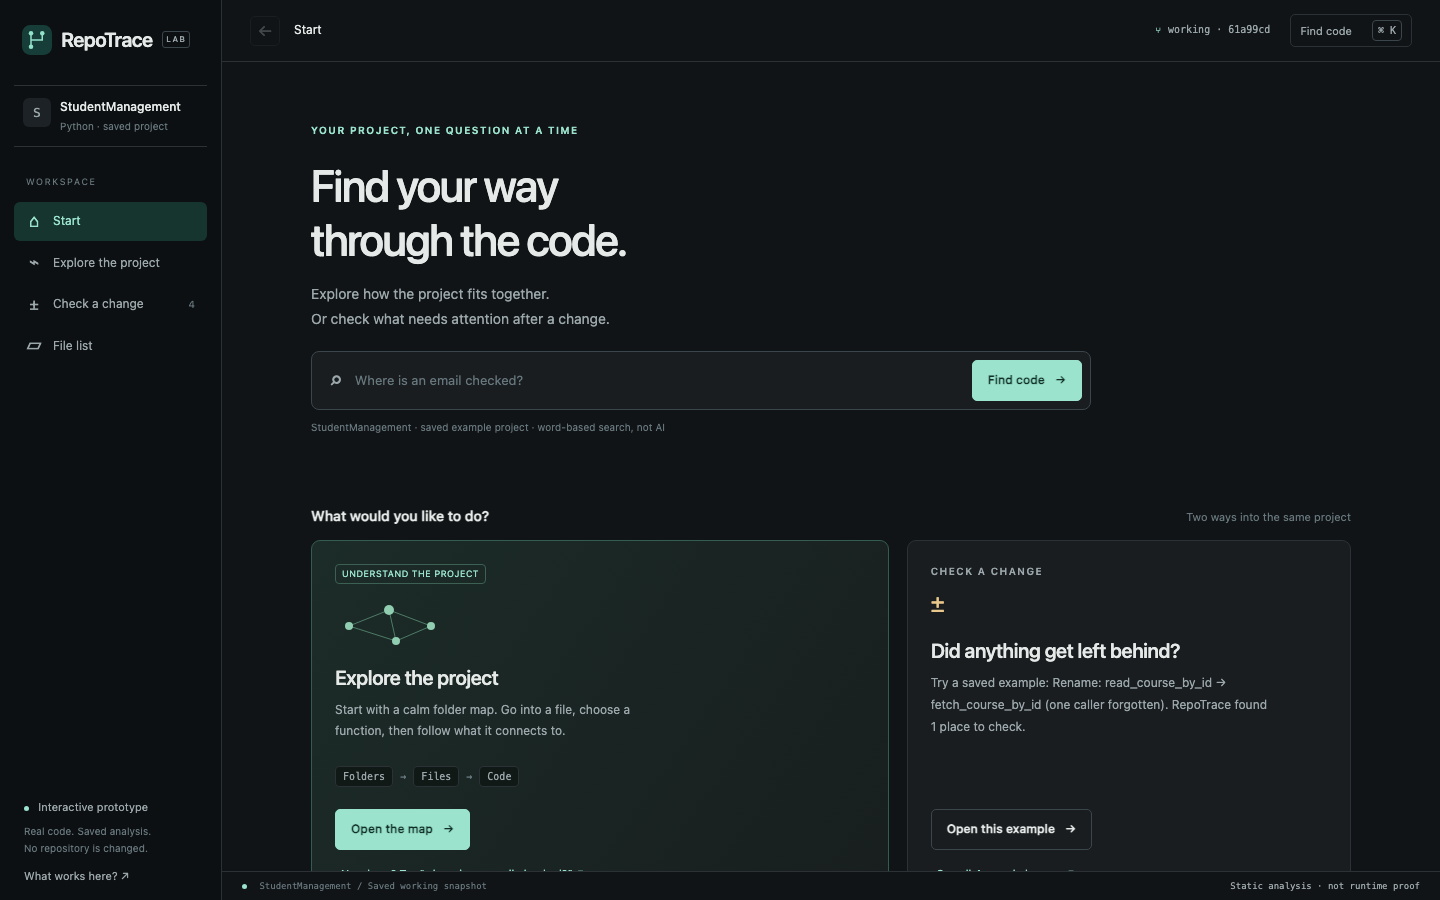 RepoTrace LAB
S
StudentManagement
Python · saved project
WORKSPACE
Start
Explore the project
Check a change 4
File list
Interactive prototype
Real code. Saved analysis.
No repository is changed.
What works here? ↗
← Start
working · 61a99cd
Find code ⌘ K
YOUR PROJECT, ONE QUESTION AT A TIME
Find your way
through the code.
Explore how the project fits together.
Or check what needs attention after a change.
Where is an email checked?
Find code →
StudentManagement · saved example project · word-based search, not AI
What would you like to do?
Two ways into the same project
UNDERSTAND THE PROJECT
Explore the project
Start with a calm folder map. Go into a file, choose a
function, then follow what it connects to.
Folders → Files → Code
Open the map →
CHECK A CHANGE
±
Did anything get left behind?
Try a saved example: Rename: read_course_by_id →
fetch_course_by_id (one caller forgotten). RepoTrace found
1 place to check.
Open this example →
StudentManagement / Saved working snapshot
Static analysis · not runtime proof